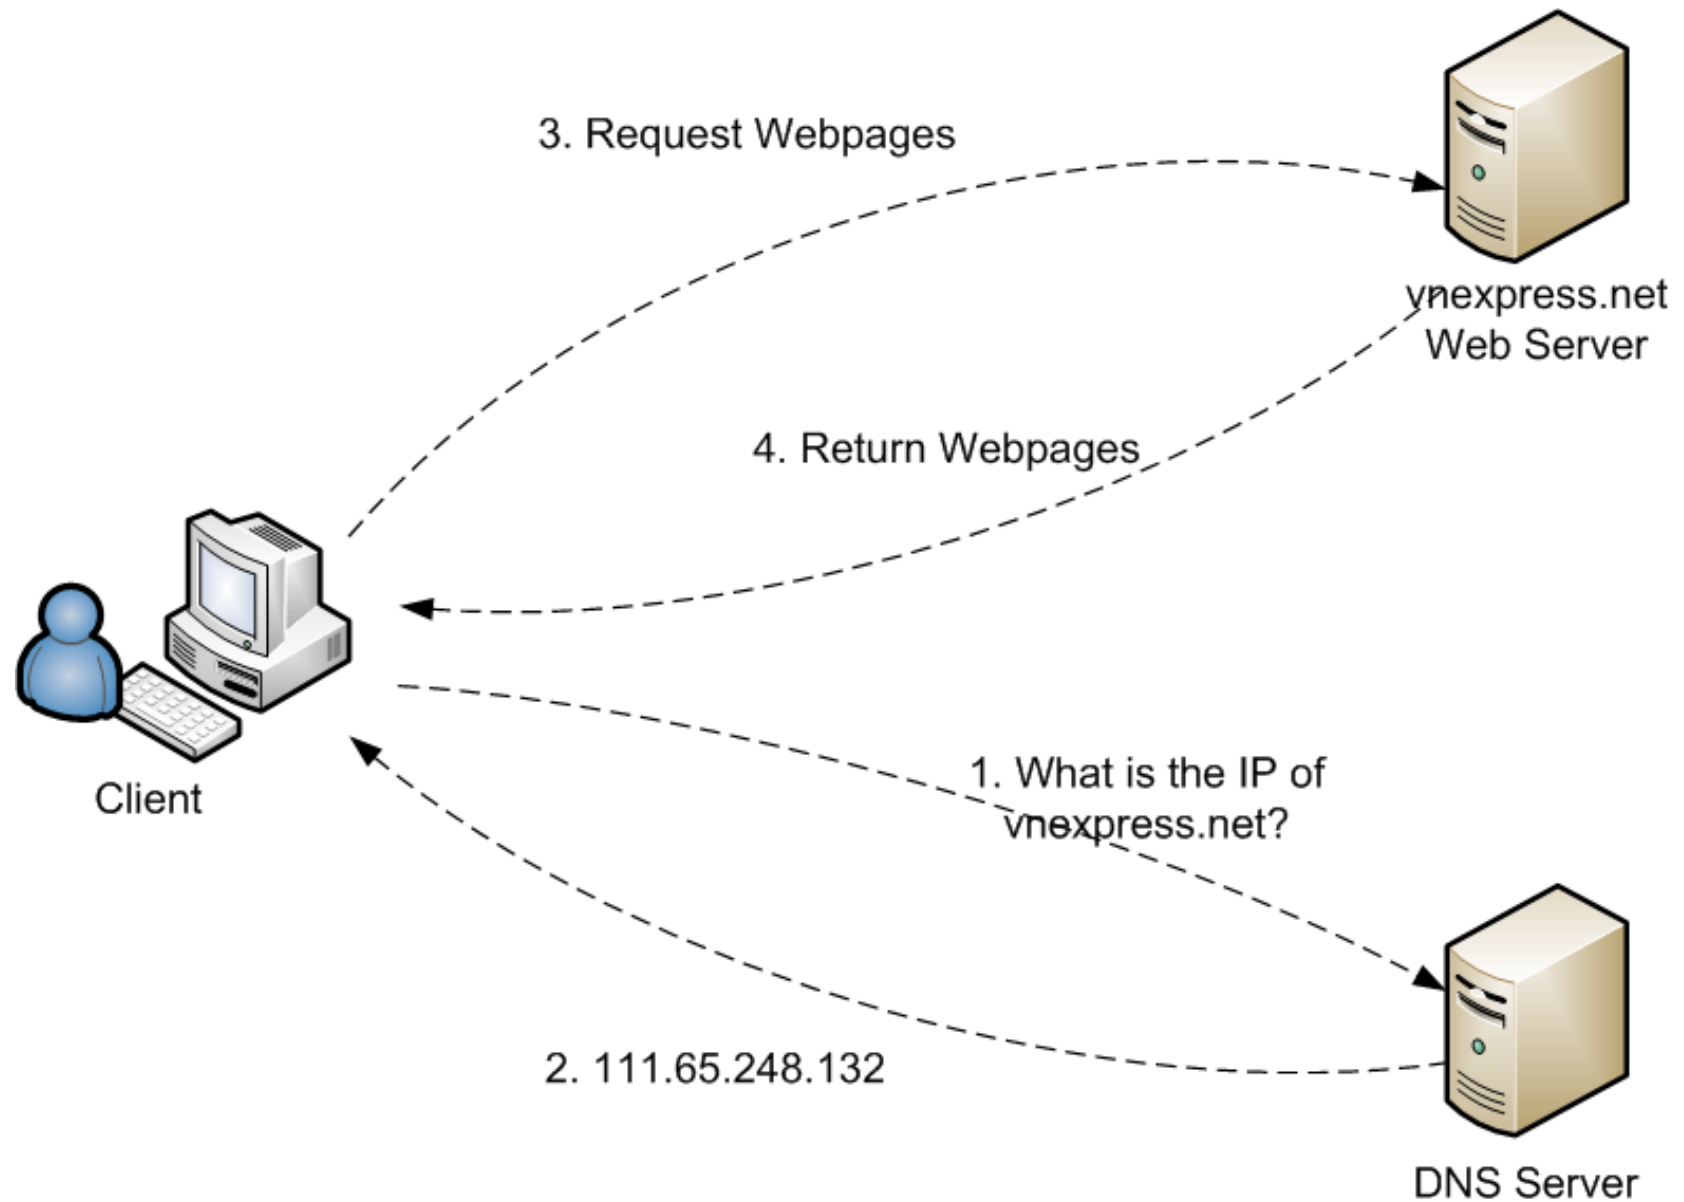 3. Request Webpages
vnexpress.net
Web Server
4. Return Webpages
Client
1. What is the IP of
vnexpress.net?
2. 111.65.248.132
DNS Server